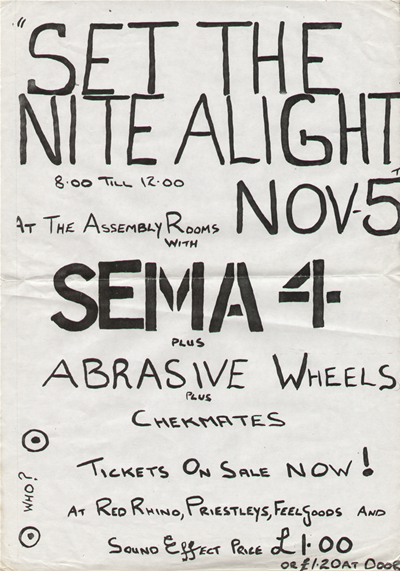 "SET THE
NITE ALIGHT
8.00 TILL 12.00
NOV-5T
AT THE ASSEMBLY ROOMS
WITH
SEMA 4
PLUS
ABRASIVE WHEELS
PLUS
CHEKMATES
TICKETS ON SALE NOW!
WHO?
AT RED RHINO, PRIESTLEYS, FEELGOODS AND
SOUND EFFECT PRICE £1.00
OR £1.20 AT DOOR